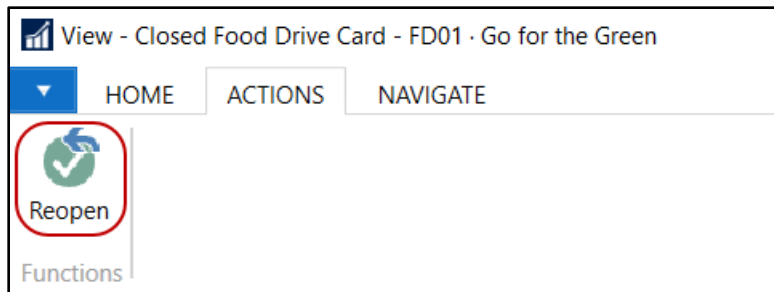 View - Closed Food Drive Card - FD01 · Go for the Green
HOME ACTIONS NAVIGATE
Reopen
Functions